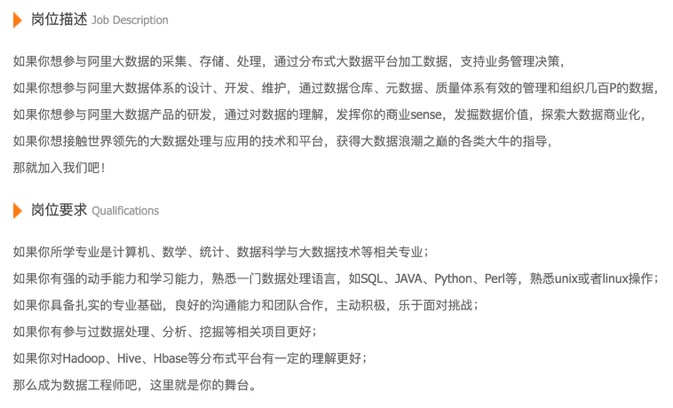 岗位描述 Job Description
如果你想参与阿里大数据的采集、存储、处理，通过分布式大数据平台加工数据，支持业务管理决策，
如果你想参与阿里大数据体系的设计、开发、维护，通过数据仓库、元数据、质量体系有效的管理和组织几百P的数据，
如果你想参与阿里大数据产品的研发，通过对数据的理解，发挥你的商业sense，发掘数据价值，探索大数据商业化，
如果你想接触世界领先的大数据处理与应用的技术和平台，获得大数据浪潮之巅的各类大牛的指导，
那就加入我们吧！
岗位要求 Qualifications
如果你所学专业是计算机、数学、统计、数据科学与大数据技术等相关专业；
如果你有强的动手能力和学习能力，熟悉一门数据处理语言，如SQL、JAVA、Python、Perl等，熟悉unix或者linux操作；
如果你具备扎实的专业基础，良好的沟通能力和团队合作，主动积极，乐于面对挑战；
如果你有参与过数据处理、分析、挖掘等相关项目更好；
如果你对Hadoop、Hive、Hbase等分布式平台有一定的理解更好；
那么成为数据工程师吧，这里就是你的舞台。